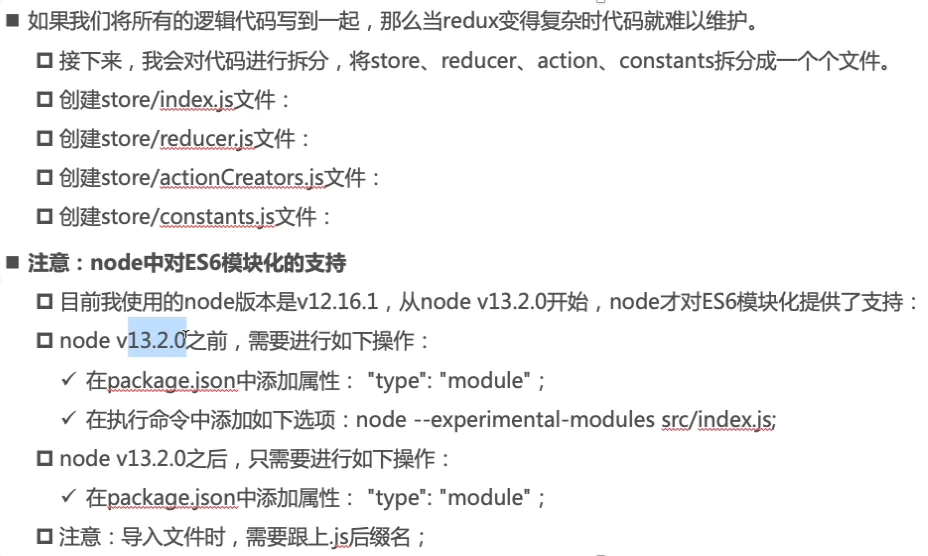 ■ 如果我们将所有的逻辑代码写到一起，那么当redux变得复杂时代码就难以维护。
接下来，我会对代码进行拆分，将store、reducer、action、constants拆分成一个个文件。
创建store/index.js文件：
创建store/reducer.js文件：
创建store/actionCreators.js文件：
创建store/constants.js文件：
■ 注意：node中对ES6模块化的支持
目前我使用的node版本是v12.16.1，从node v13.2.0开始，node才对ES6模块化提供了支持：
node v13.2.0之前，需要进行如下操作：
✓ 在package.json中添加属性： "type": "module"；
✓ 在执行命令中添加如下选项：node --experimental-modules src/index.js;
node v13.2.0之后，只需要进行如下操作：
✓ 在package.json中添加属性： "type": "module"；
注意：导入文件时，需要跟上.js后缀名；